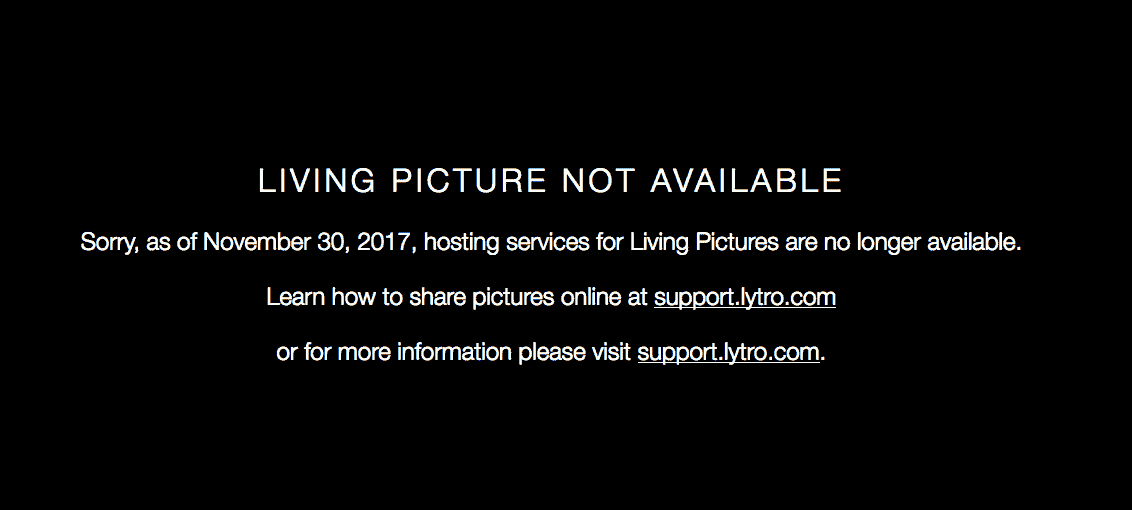 LIVING PICTURE NOT AVAILABLE
Sorry, as of November 30, 2017, hosting services for Living Pictures are no longer available.
Learn how to share pictures online at support.lytro.com
or for more information please visit support.lytro.com.